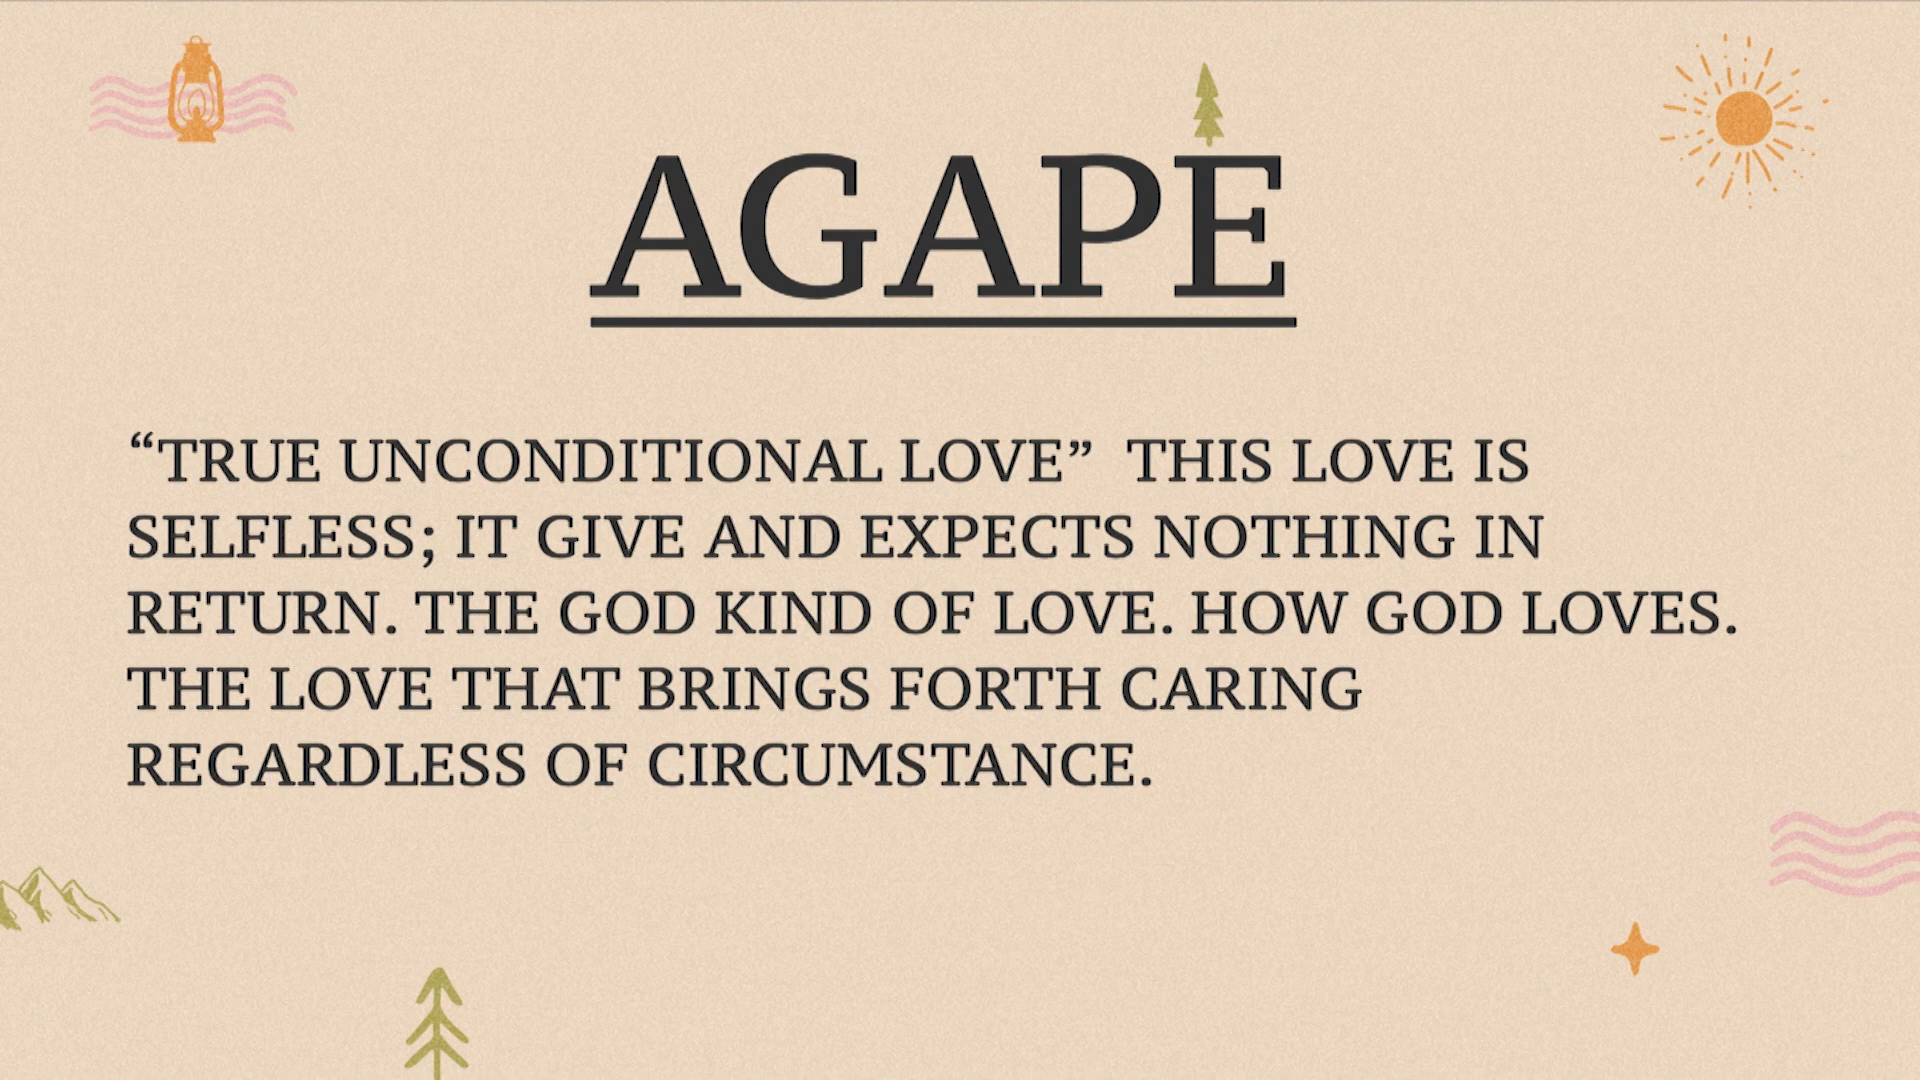 AGAPE
“TRUE UNCONDITIONAL LOVE” THIS LOVE IS
SELFLESS; IT GIVE AND EXPECTS NOTHING IN
RETURN. THE GOD KIND OF LOVE. HOW GOD LOVES.
THE LOVE THAT BRINGS FORTH CARING
REGARDLESS OF CIRCUMSTANCE.